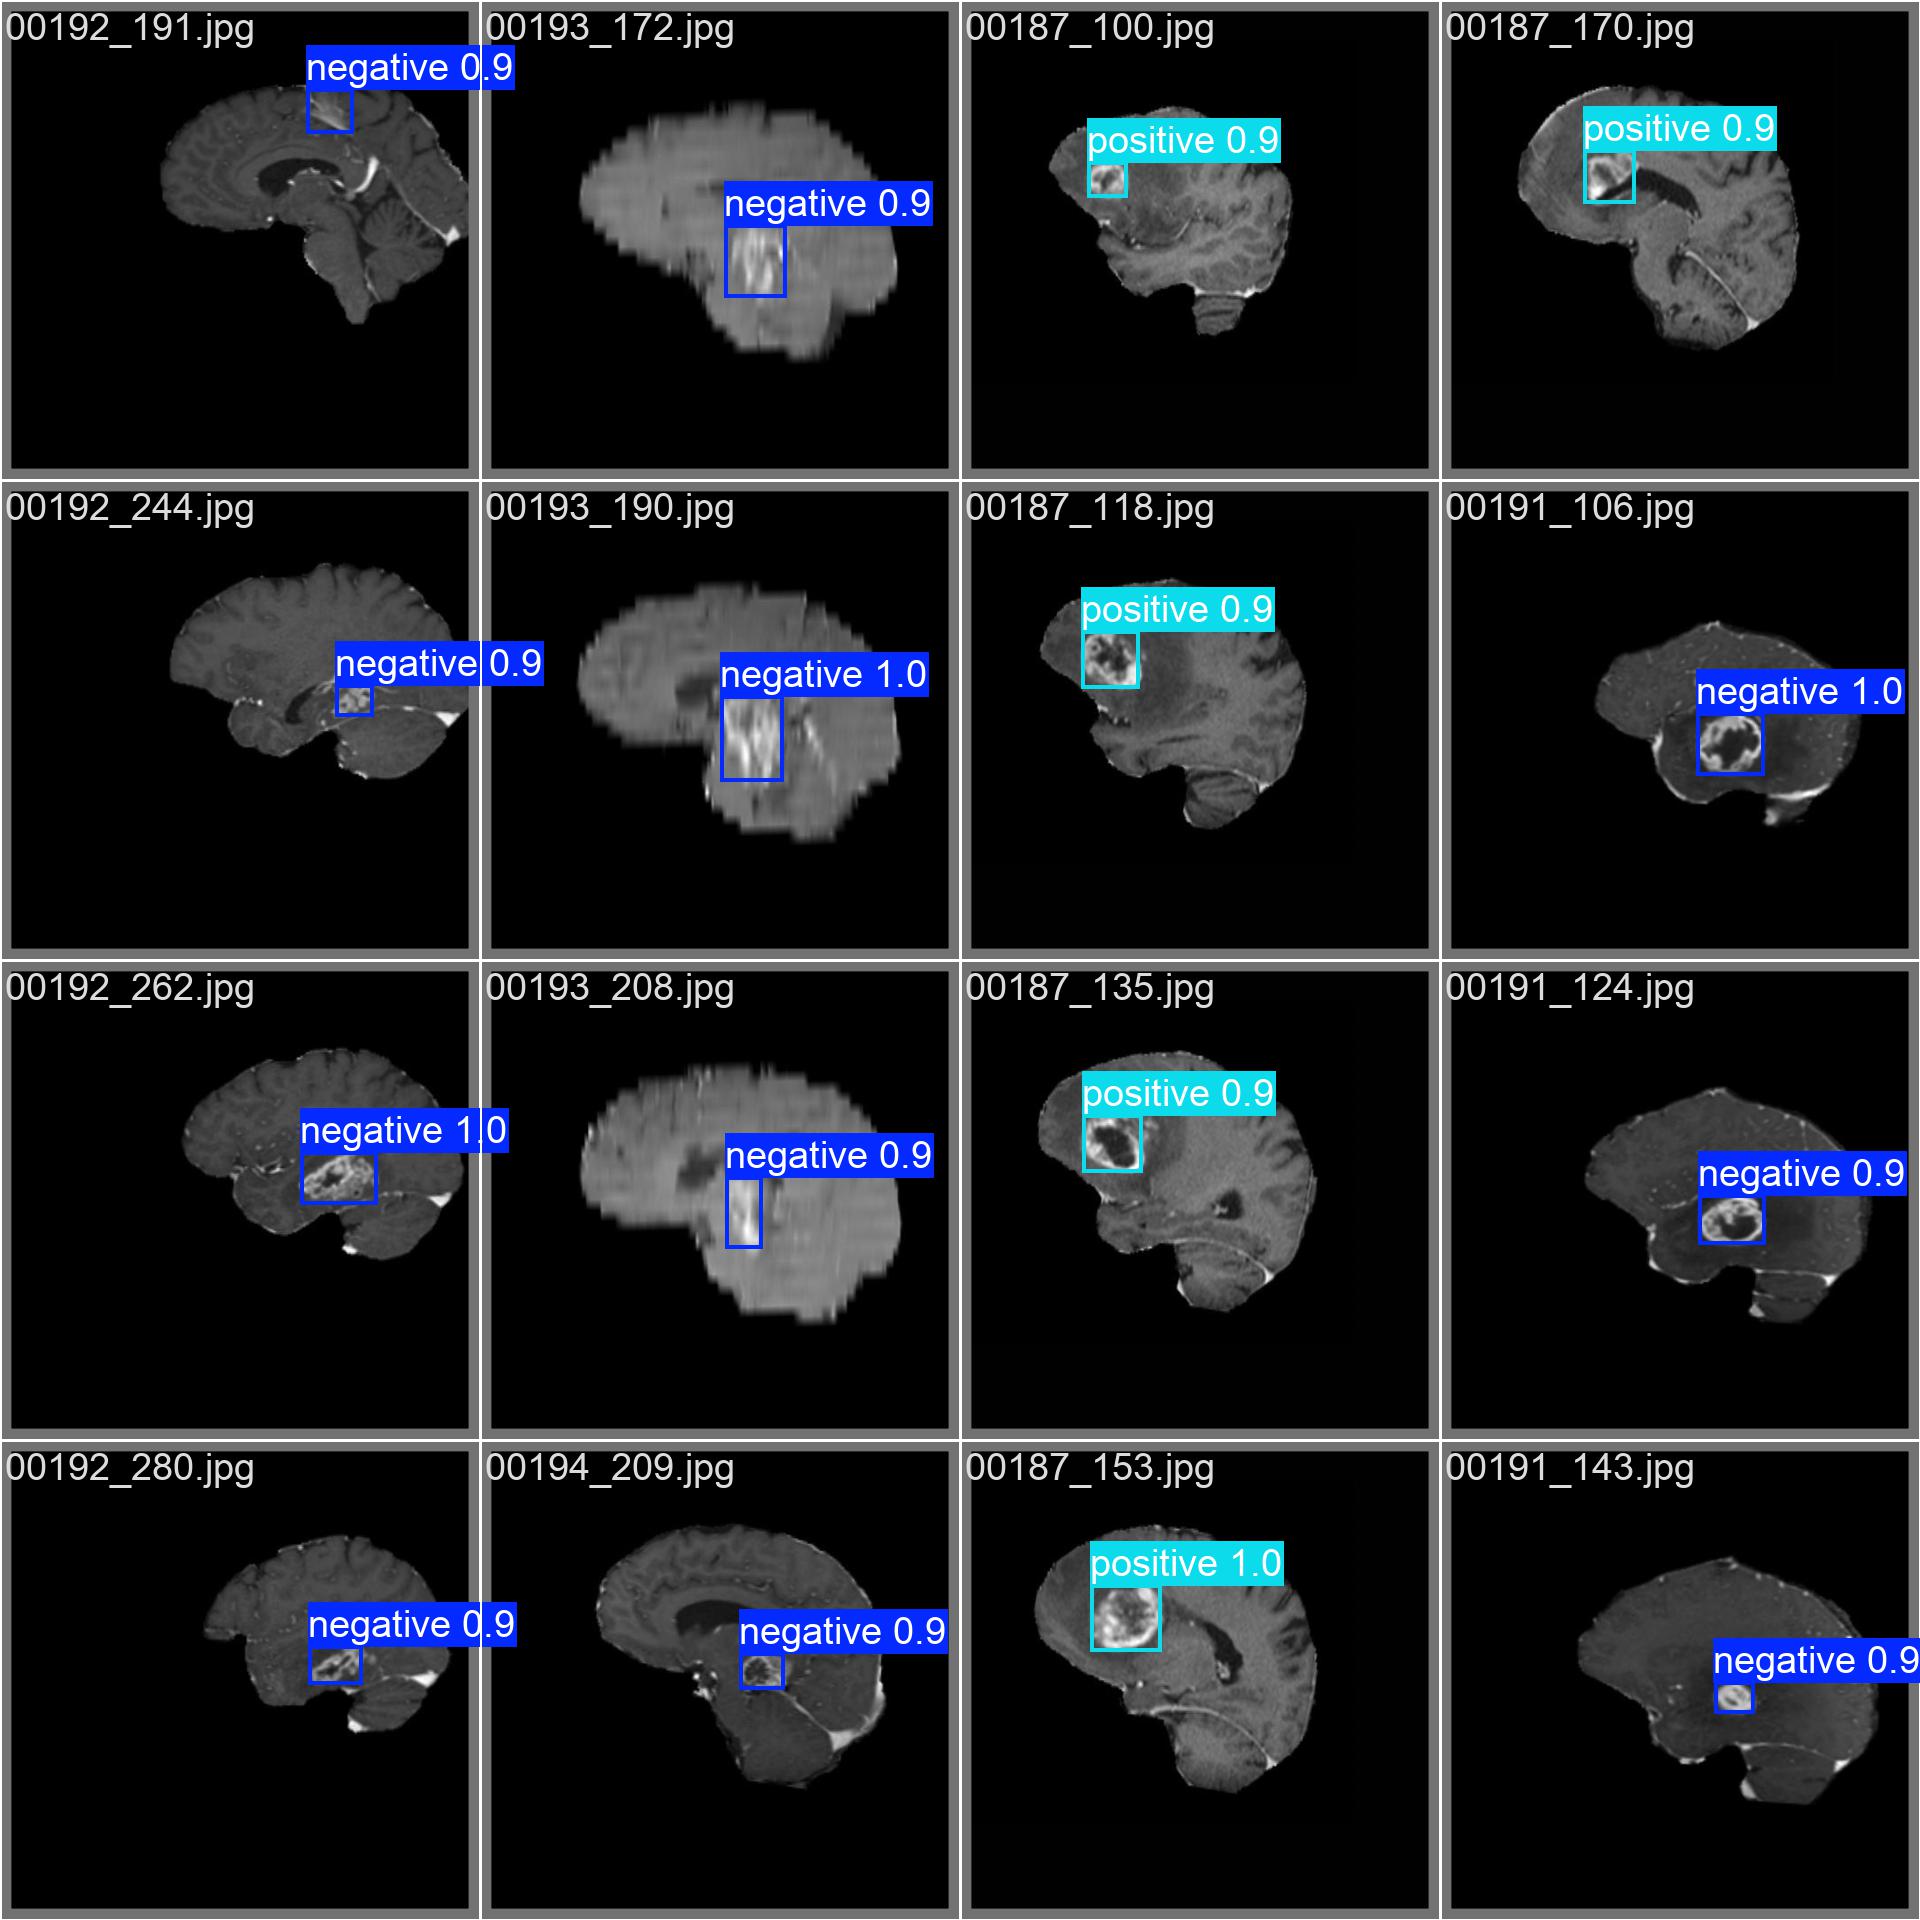 00192_191.jpg
negative 0.9
00193_172.jpg
negative 0.9
00187_100.jpg
positive 0.9
00187_170.jpg
positive 0.9
00192_244.jpg
negative 0.9
00193_190.jpg
negative 1.0
00187_118.jpg
positive 0.9
00191_106.jpg
negative 1.0
00192_262.jpg
negative 1.0
00193_208.jpg
negative 0.9
00187_135.jpg
positive 0.9
00191_124.jpg
negative 0.9
00192_280.jpg
negative 0.9
00194_209.jpg
negative 0.9
00187_153.jpg
positive 1.0
00191_143.jpg
negative 0.9